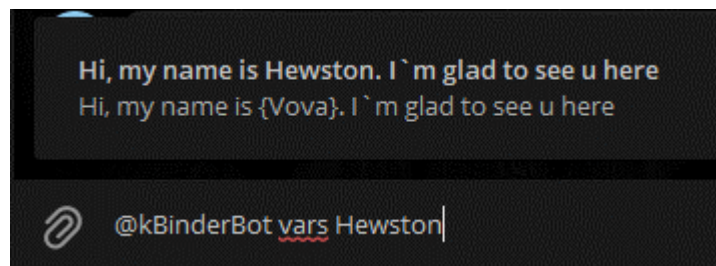 Hi, my name is Hewston. I`m glad to see u here
Hi, my name is {Vova}. I`m glad to see u here
@kBinderBot vars Hewston